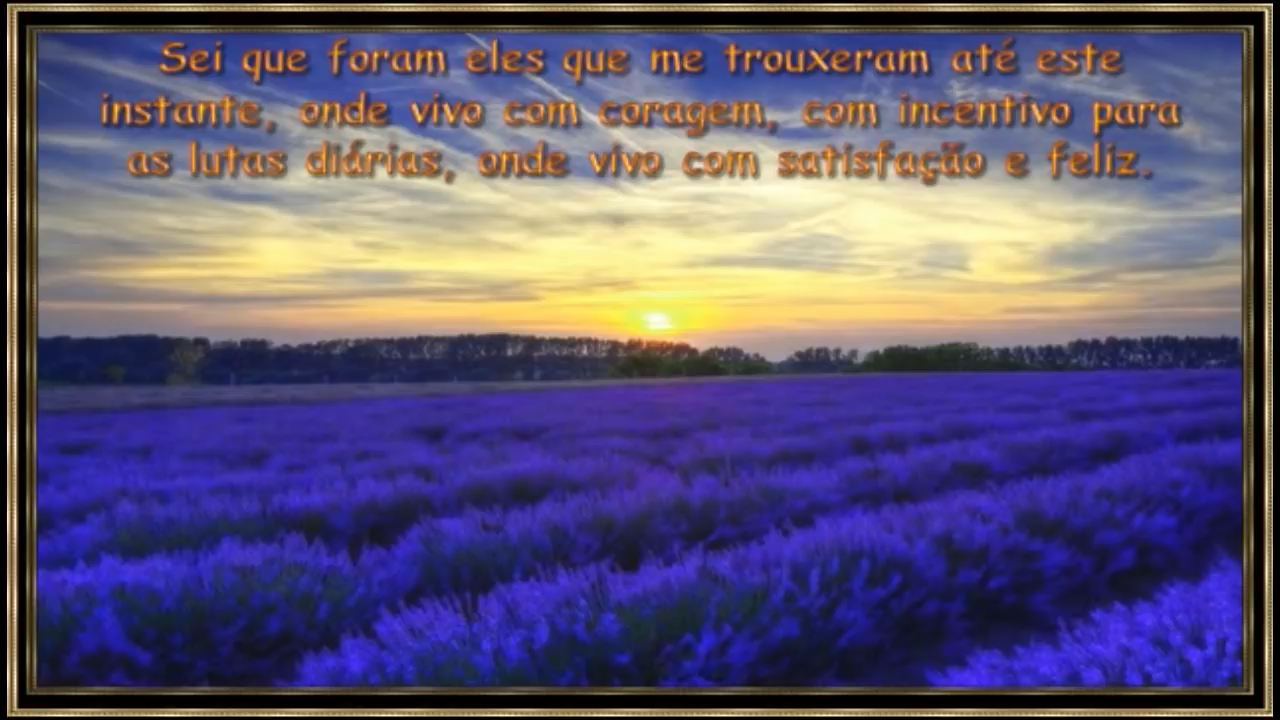 Sei que foram eles que me trouxeram até este
instante, onde vivo com coragem, com incentivo para
as lutas diárias, onde vivo com satisfação e feliz.